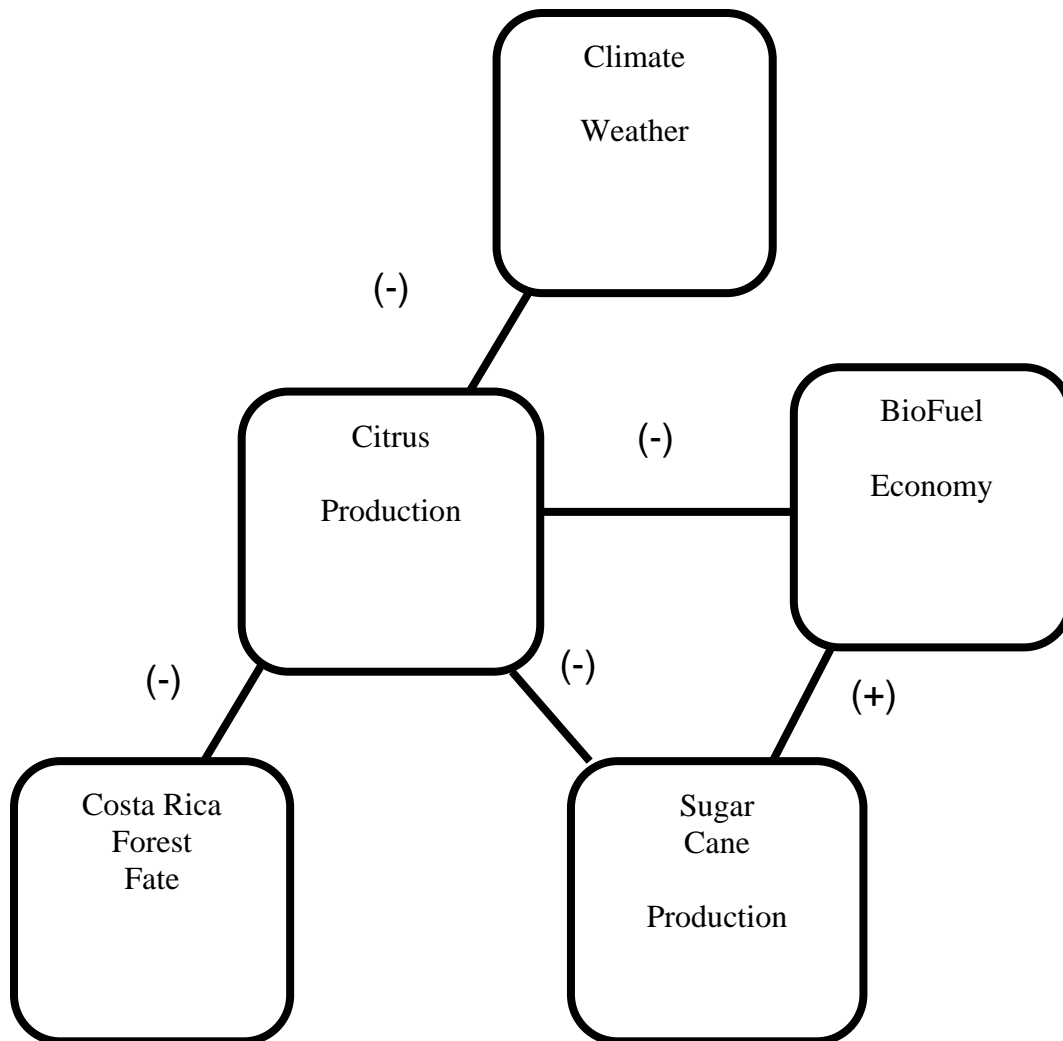 Climate
Weather
(-)
Citrus
Production
(-)
BioFuel
Economy
(-)
(-)
(+)
Costa Rica
Forest
Fate
Sugar
Cane
Production